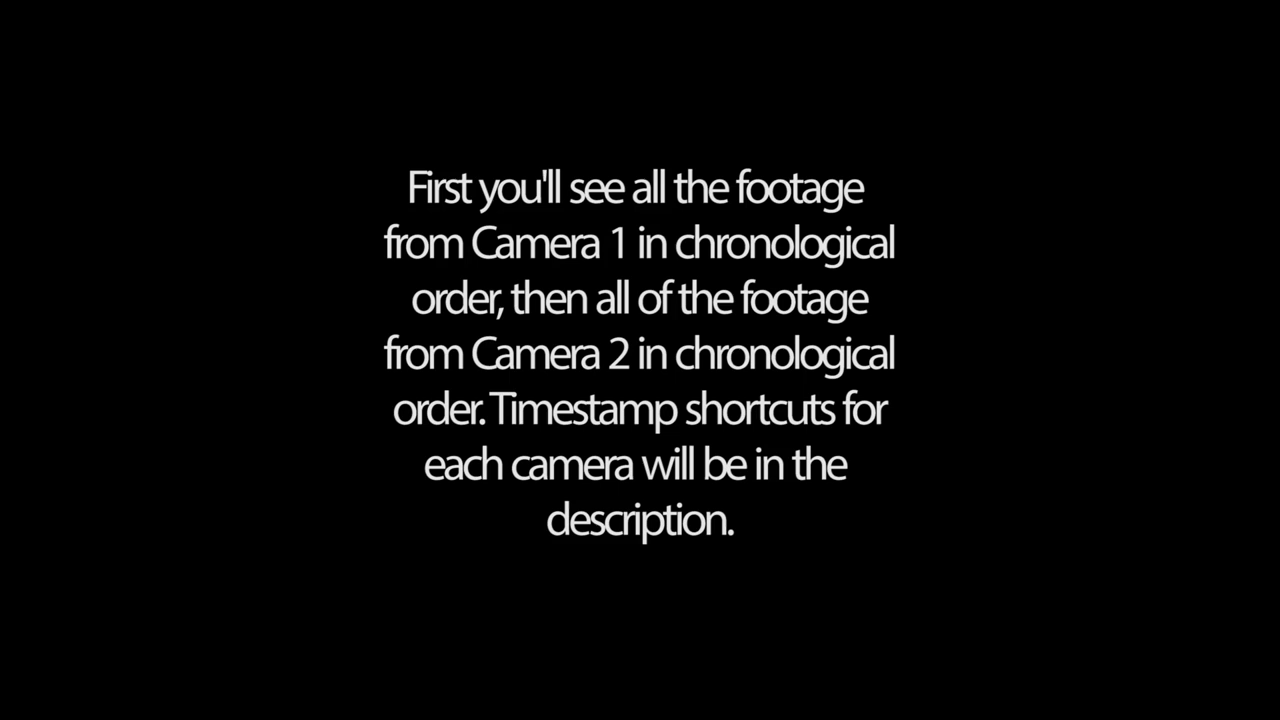 First you'll see all the footage
from Camera 1 in chronological
order, then all of the footage
from Camera 2 in chronological
order. Timestamp shortcuts for
each camera will be in the
description.